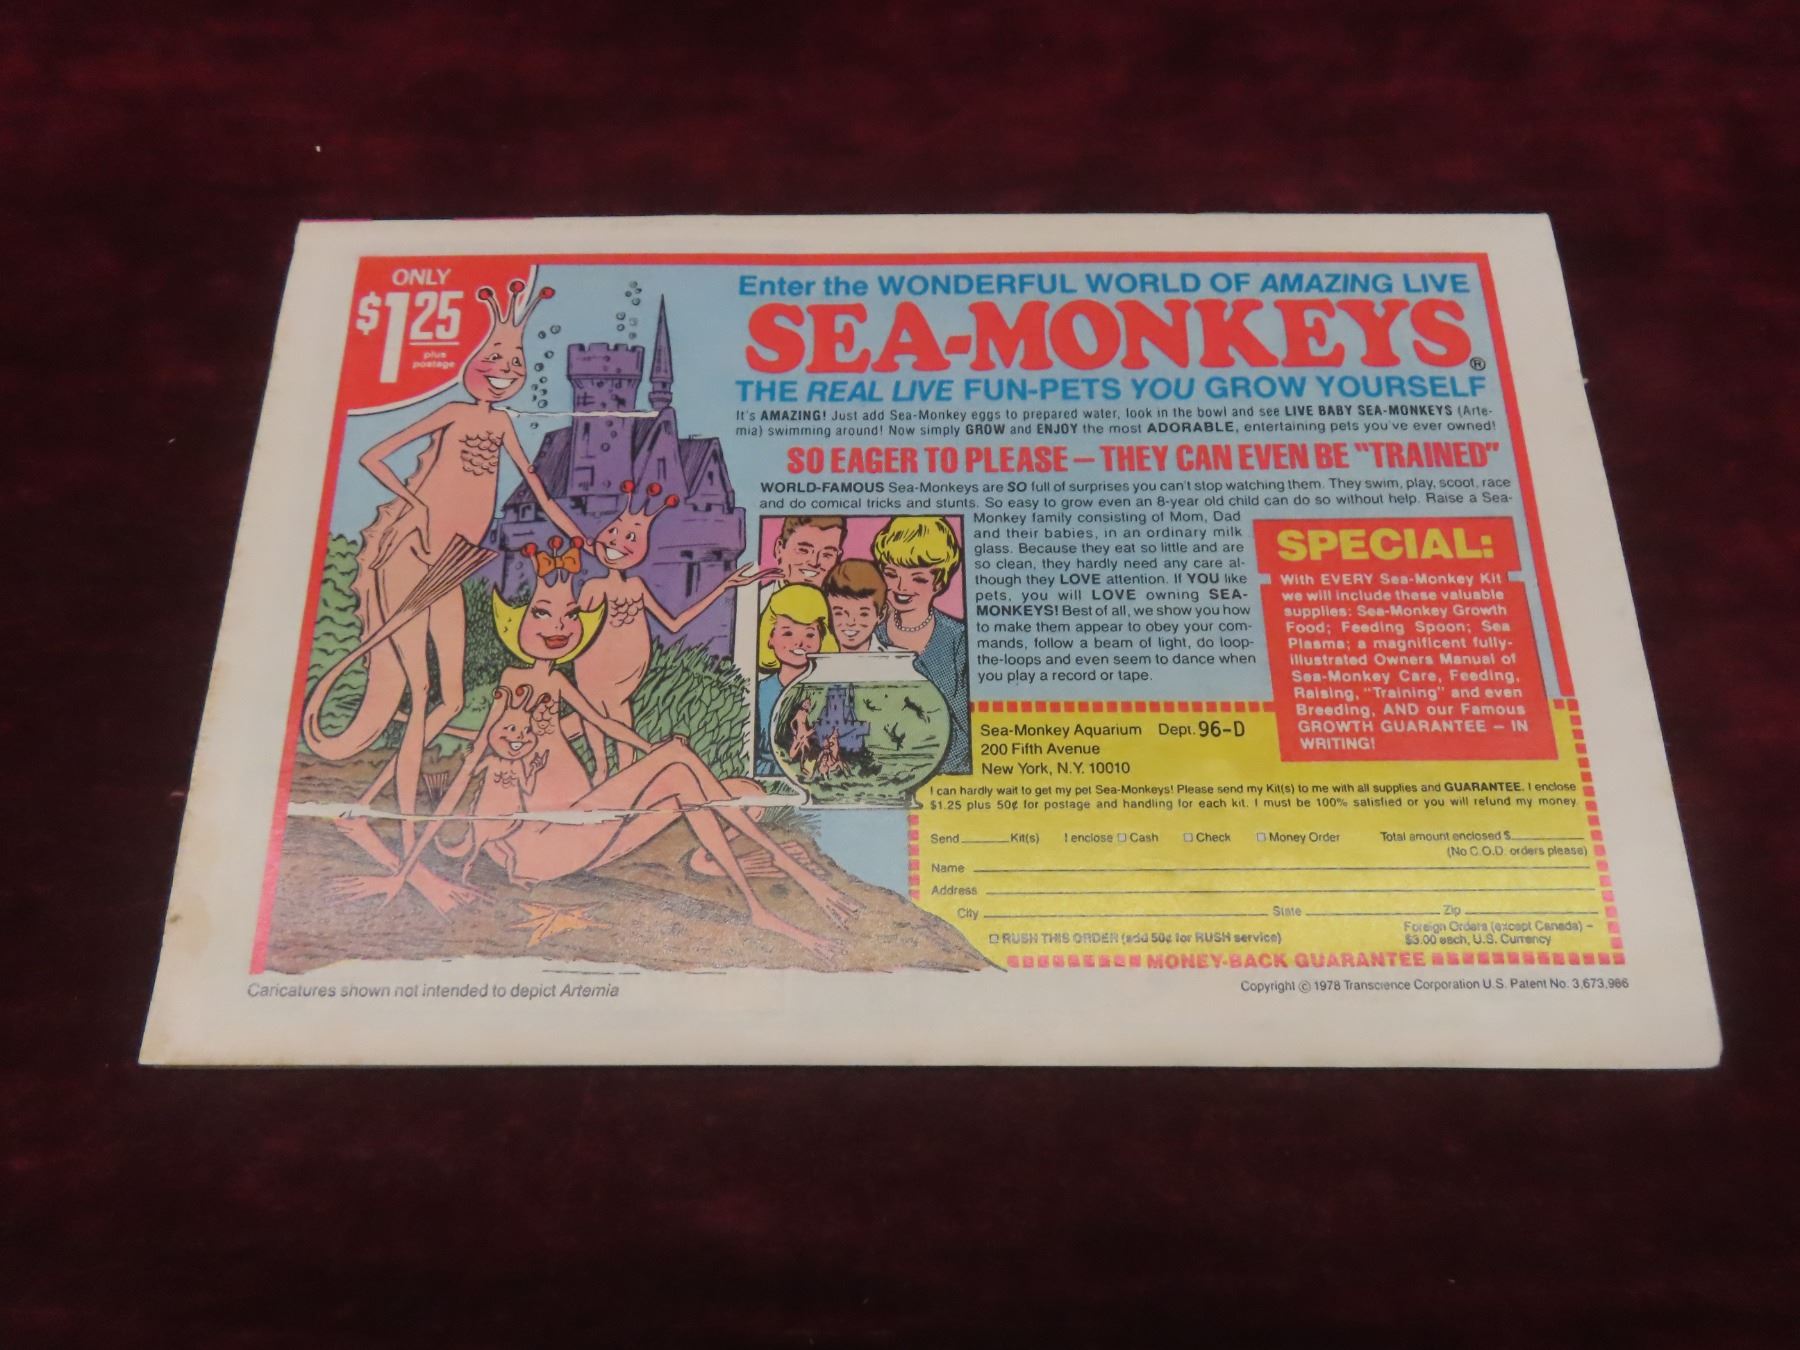 ONLY
$1.25
plus
postage
Enter the WONDERFUL WORLD OF AMAZING LIVE
SEA-MONKEYS®
THE REAL LIVE FUN-PETS YOU GROW YOURSELF
It's AMAZING! Just add Sea-Monkey eggs to prepared water, look in the bowl and see LIVE BABY SEA-MONKEYS (Arte-
mia) swimming around! Now simply GROW and ENJOY the most ADORABLE, entertaining pets you've ever owned!
SO EAGER TO PLEASE — THEY CAN EVEN BE "TRAINED"
WORLD-FAMOUS Sea-Monkeys are SO full of surprises you can't stop watching them. They swim, play, scoot, race
and do comical tricks and stunts. So easy to grow even an 8-year old child can do so without help. Raise a Sea-
Monkey family consisting of Mom, Dad
and their babies, in an ordinary milk
glass. Because they eat so little and are
so clean, they hardly need any care al-
though they LOVE attention. If YOU like
pets, you will LOVE owning SEA-
MONKEYS! Best of all, we show you how
to make them appear to obey your com-
mands, follow a beam of light, do loop-
the-loops and even seem to dance when
you play a record or tape.
SPECIAL:
With EVERY Sea-Monkey Kit
we will include these valuable
supplies: Sea-Monkey Growth
Food; Feeding Spoon; Sea
Plasma; a magnificent fully-
illustrated Owners Manual of
Sea-Monkey Care, Feeding,
Raising, "Training" and even
Breeding, AND our Famous
GROWTH GUARANTEE — IN
WRITING!
Sea-Monkey Aquarium Dept. 96-D
200 Fifth Avenue
New York, N.Y. 10010
I can hardly wait to get my pet Sea-Monkeys! Please send my Kit(s) to me with all supplies and GUARANTEE. I enclose
$1.25 plus 50¢ for postage and handling for each kit. I must be 100% satisfied or you will refund my money.
Send ______ Kit(s) I enclose ☐ Cash ☐ Check ☐ Money Order Total amount enclosed $______
(No C.O.D. orders please)
Name
Address
City ______ State ______ Zip ______
☐ RUSH THIS ORDER (add 50¢ for RUSH service)
Foreign Orders (except Canada) –
$3.00 each, U.S. Currency
MONEY-BACK GUARANTEE
Caricatures shown not intended to depict Artemia
Copyright © 1978 Transcience Corporation U.S. Patent No. 3,673,986